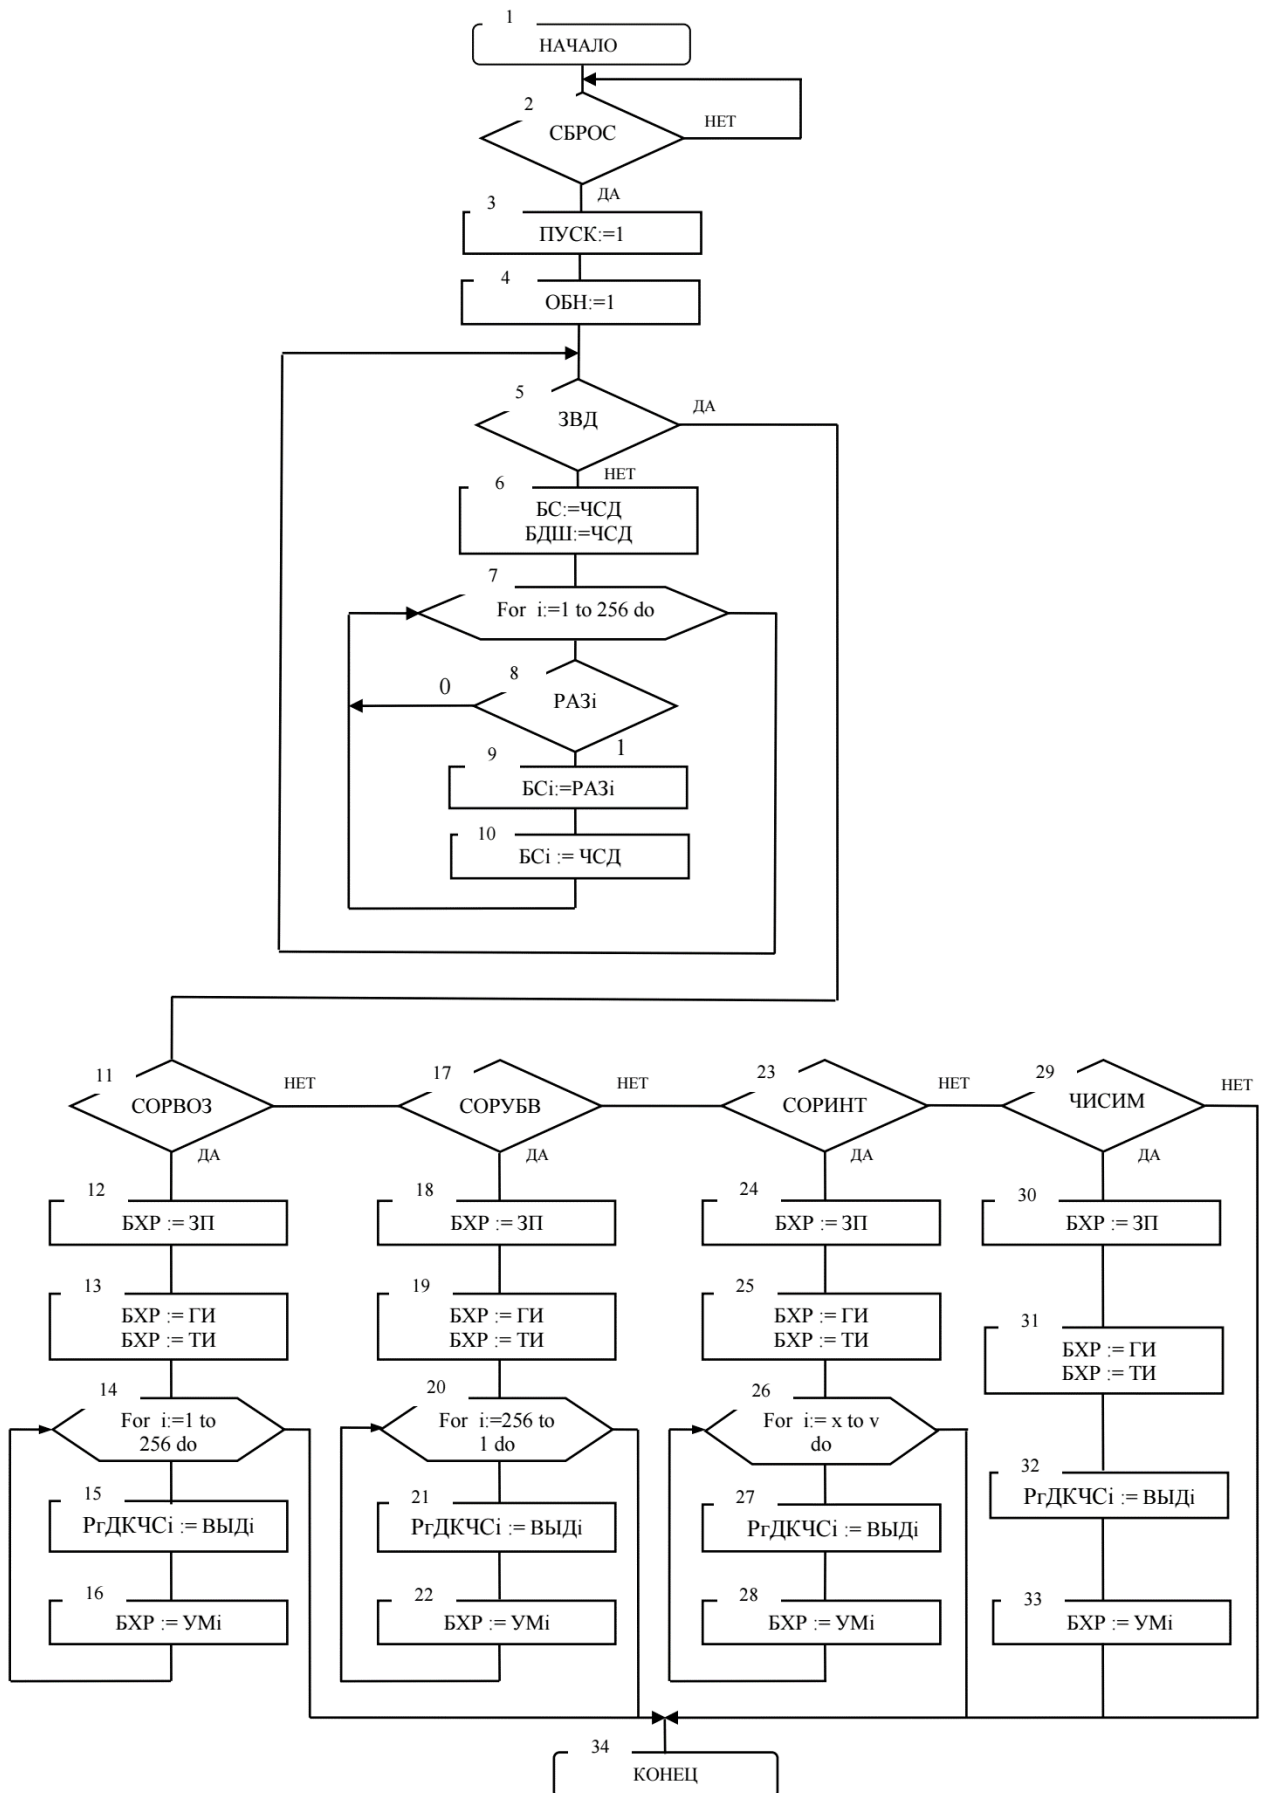 1
НАЧАЛО
2
СБРОС
НЕТ
ДА
3
ПУСК:=1
4
ОБН:=1
5
ЗВД
ДА
НЕТ
6
БС:=ЧСД
БДШ:=ЧСД
7
For i:=1 to 256 do
8
РАЗi
0
1
9
БСi:=РАЗi
10
БСi := ЧСД
11
СОРВОЗ
НЕТ
ДА
17
СОРУБВ
НЕТ
ДА
23
СОРИНТ
НЕТ
ДА
29
ЧИСИМ
НЕТ
ДА
12
БХР := ЗП
18
БХР := ЗП
24
БХР := ЗП
30
БХР := ЗП
13
БХР := ГИ
БХР := ТИ
19
БХР := ГИ
БХР := ТИ
25
БХР := ГИ
БХР := ТИ
31
БХР := ГИ
БХР := ТИ
14
For i:=1 to
256 do
20
For i:=256 to
1 do
26
For i:= x to v
do
15
РгДКЧСi := ВЫДi
21
РгДКЧСi := ВЫДi
27
РгДКЧСi := ВЫДi
32
РгДКЧСi := ВЫДi
16
БХР := УМi
22
БХР := УМi
28
БХР := УМi
33
БХР := УМi
34
КОНЕЦ